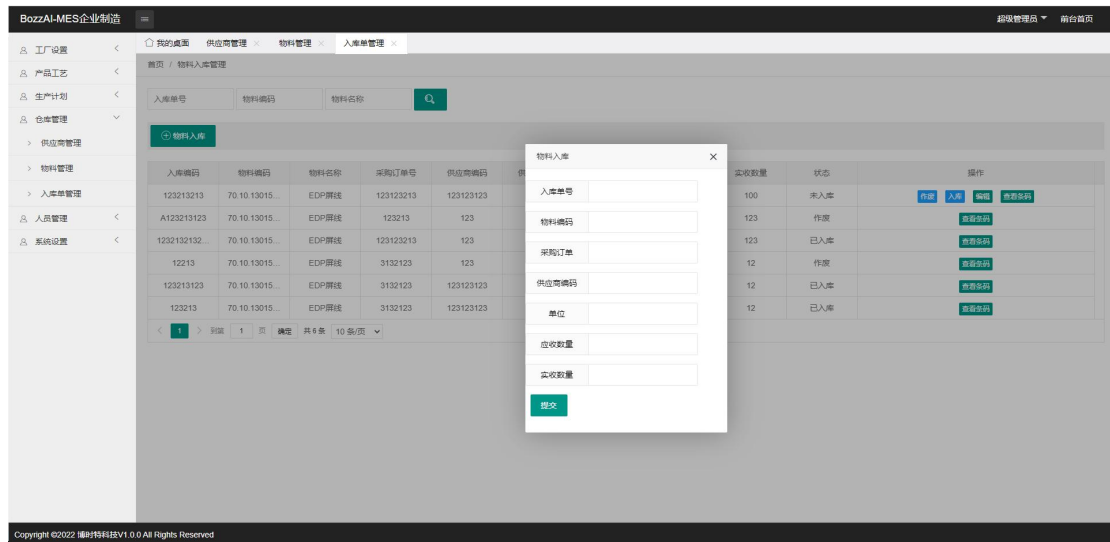 BozzAI-MES企业制造
超级管理员 前台首页
工厂设置
产品工艺
生产计划
仓库管理
供应商管理
物料管理
入库单管理
人员管理
系统设置
我的桌面 供应商管理 物料管理 入库单管理
首页 / 物料入库管理
入库单号 物料编码 物料名称
物料入库
入库编码 物料编码 物料名称 采购订单号 供应商编码 供 实收数量 状态 操作
123213213 70.10.13015... EDP屏线 123123213 123123123 100 未入库 作废 入库 编辑 查看条码
A123213123 70.10.13015... EDP屏线 123213 123 123 作废 查看条码
1232132132... 70.10.13015... EDP屏线 123123213 123 123 已入库 查看条码
12213 70.10.13015... EDP屏线 3132123 123 12 作废 查看条码
123213123 70.10.13015... EDP屏线 3132123 123123123 12 已入库 查看条码
123213 70.10.13015... EDP屏线 3132123 123123123 12 已入库 查看条码
1 到第 1 页 确定 共 6 条 10 条/页
物料入库
入库单号
物料编码
采购订单
供应商编码
单位
应收数量
实收数量
提交
Copyright ©2022 博时特科技V1.0.0 All Rights Reserved